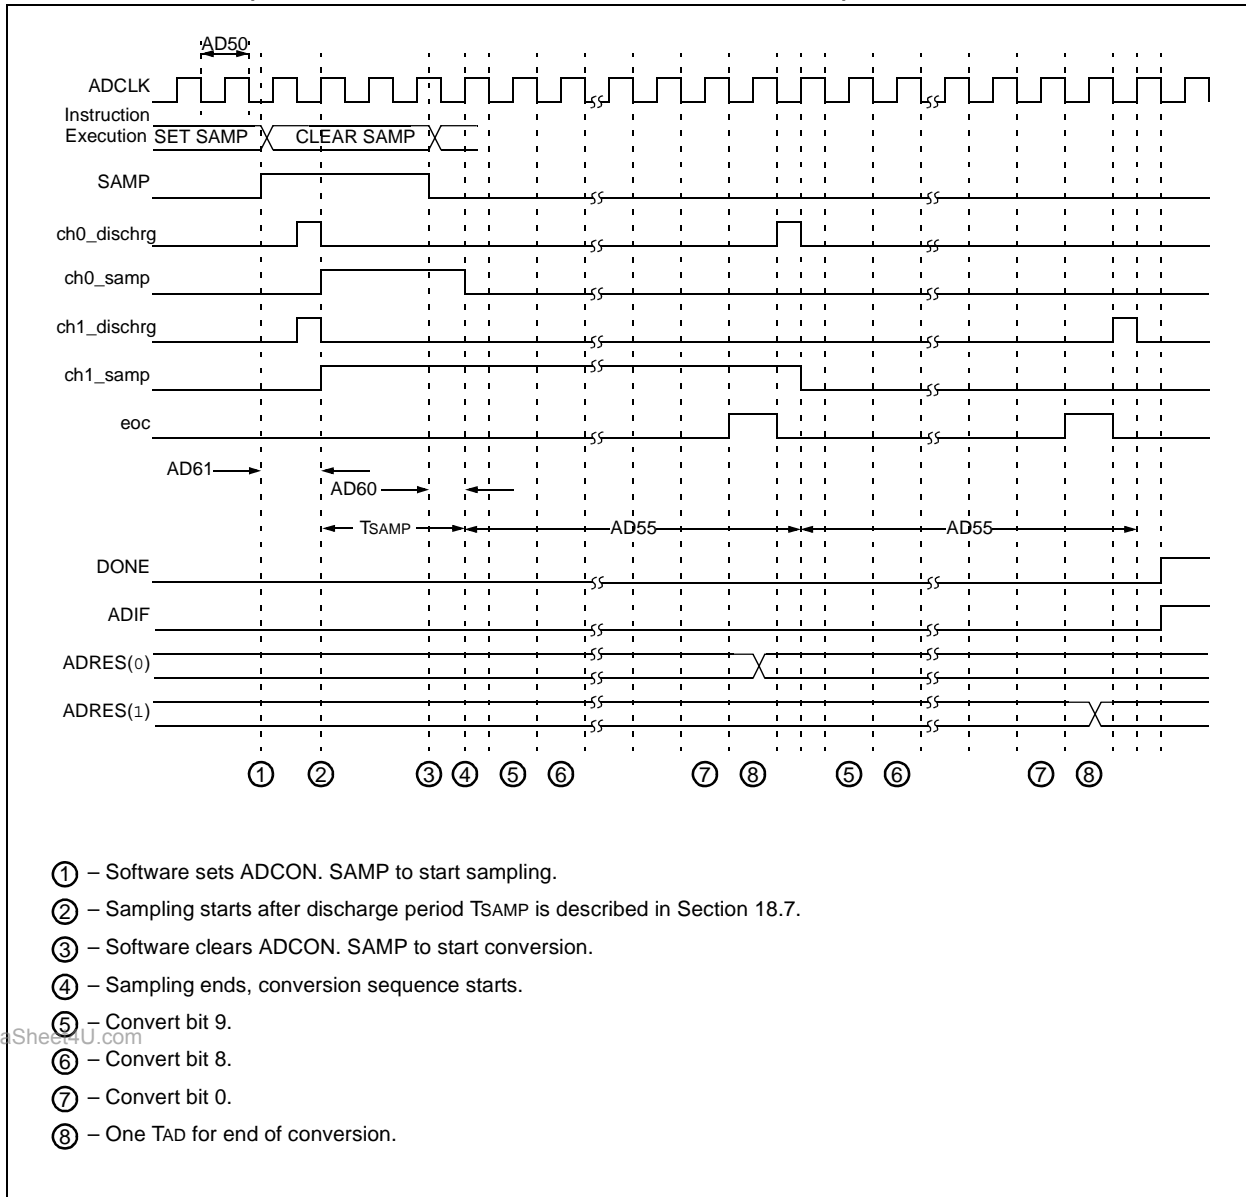 AD50
ADCLK
Instruction
Execution SET SAMP CLEAR SAMP
SAMP
ch0_dischrg
ch0_samp
ch1_dischrg
ch1_samp
eoc
AD61
AD60
TSAMP AD55 AD55
DONE
ADIF
ADRES(0)
ADRES(1)
1 2 3 4 5 6 7 8 5 6 7 8
1 – Software sets ADCON. SAMP to start sampling.
2 – Sampling starts after discharge period TSAMP is described in Section 18.7.
3 – Software clears ADCON. SAMP to start conversion.
4 – Sampling ends, conversion sequence starts.
5 – Convert bit 9.
aSheet4U.com
6 – Convert bit 8.
7 – Convert bit 0.
8 – One TAD for end of conversion.